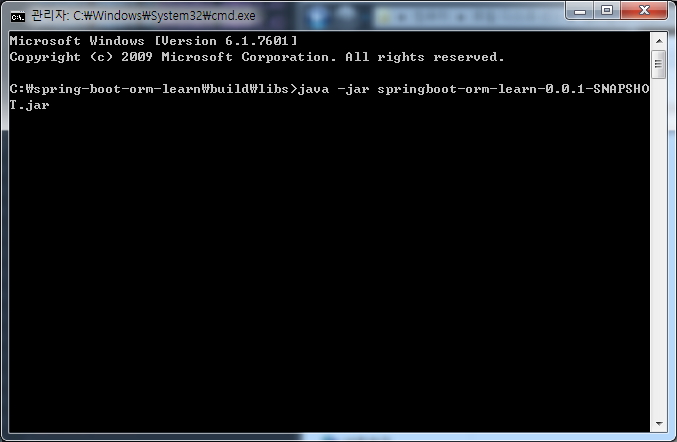 관리자: C:₩Windows₩System32₩cmd.exe
Microsoft Windows [Version 6.1.7601]
Copyright (c) 2009 Microsoft Corporation. All rights reserved.
C:₩spring-boot-orm-learn₩build₩libs>java -jar springboot-orm-learn-0.0.1-SNAPSHO
T.jar